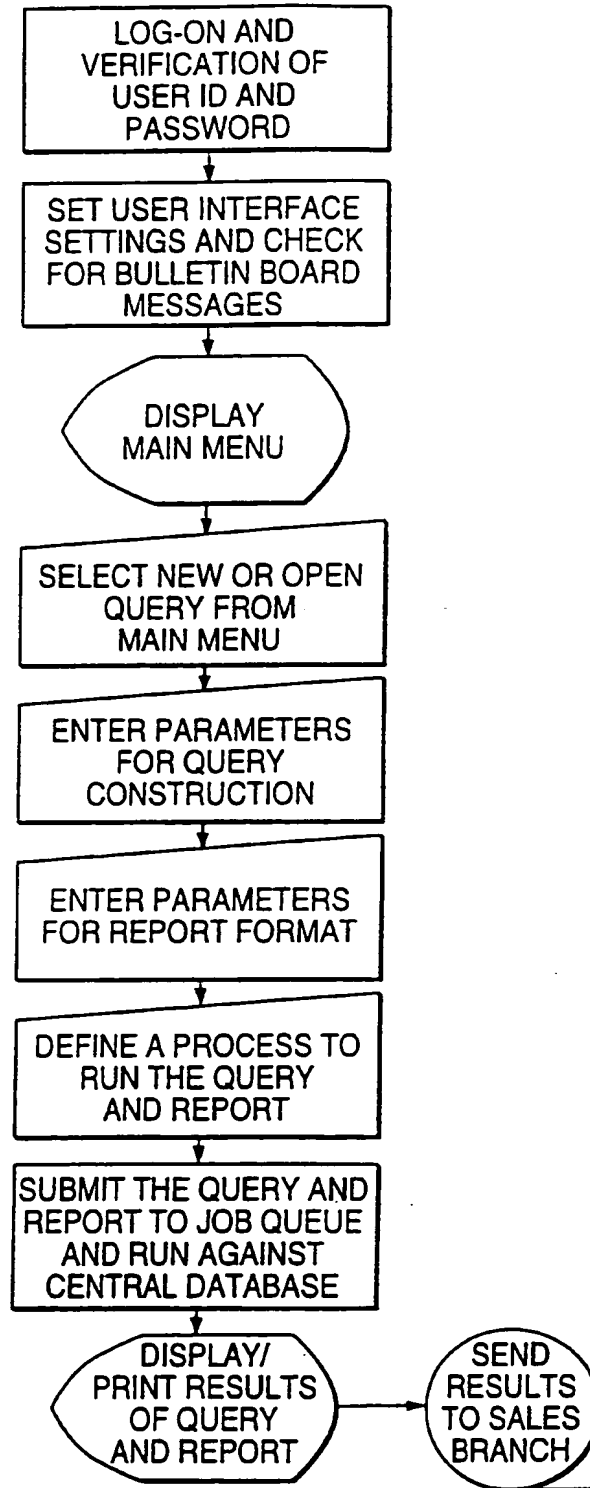 LOG-ON AND
VERIFICATION OF
USER ID AND
PASSWORD
SET USER INTERFACE
SETTINGS AND CHECK
FOR BULLETIN BOARD
MESSAGES
DISPLAY
MAIN MENU
SELECT NEW OR OPEN
QUERY FROM
MAIN MENU
ENTER PARAMETERS
FOR QUERY
CONSTRUCTION
ENTER PARAMETERS
FOR REPORT FORMAT
DEFINE A PROCESS TO
RUN THE QUERY
AND REPORT
SUBMIT THE QUERY AND
REPORT TO JOB QUEUE
AND RUN AGAINST
CENTRAL DATABASE
DISPLAY/
PRINT RESULTS
OF QUERY
AND REPORT
SEND
RESULTS
TO SALES
BRANCH